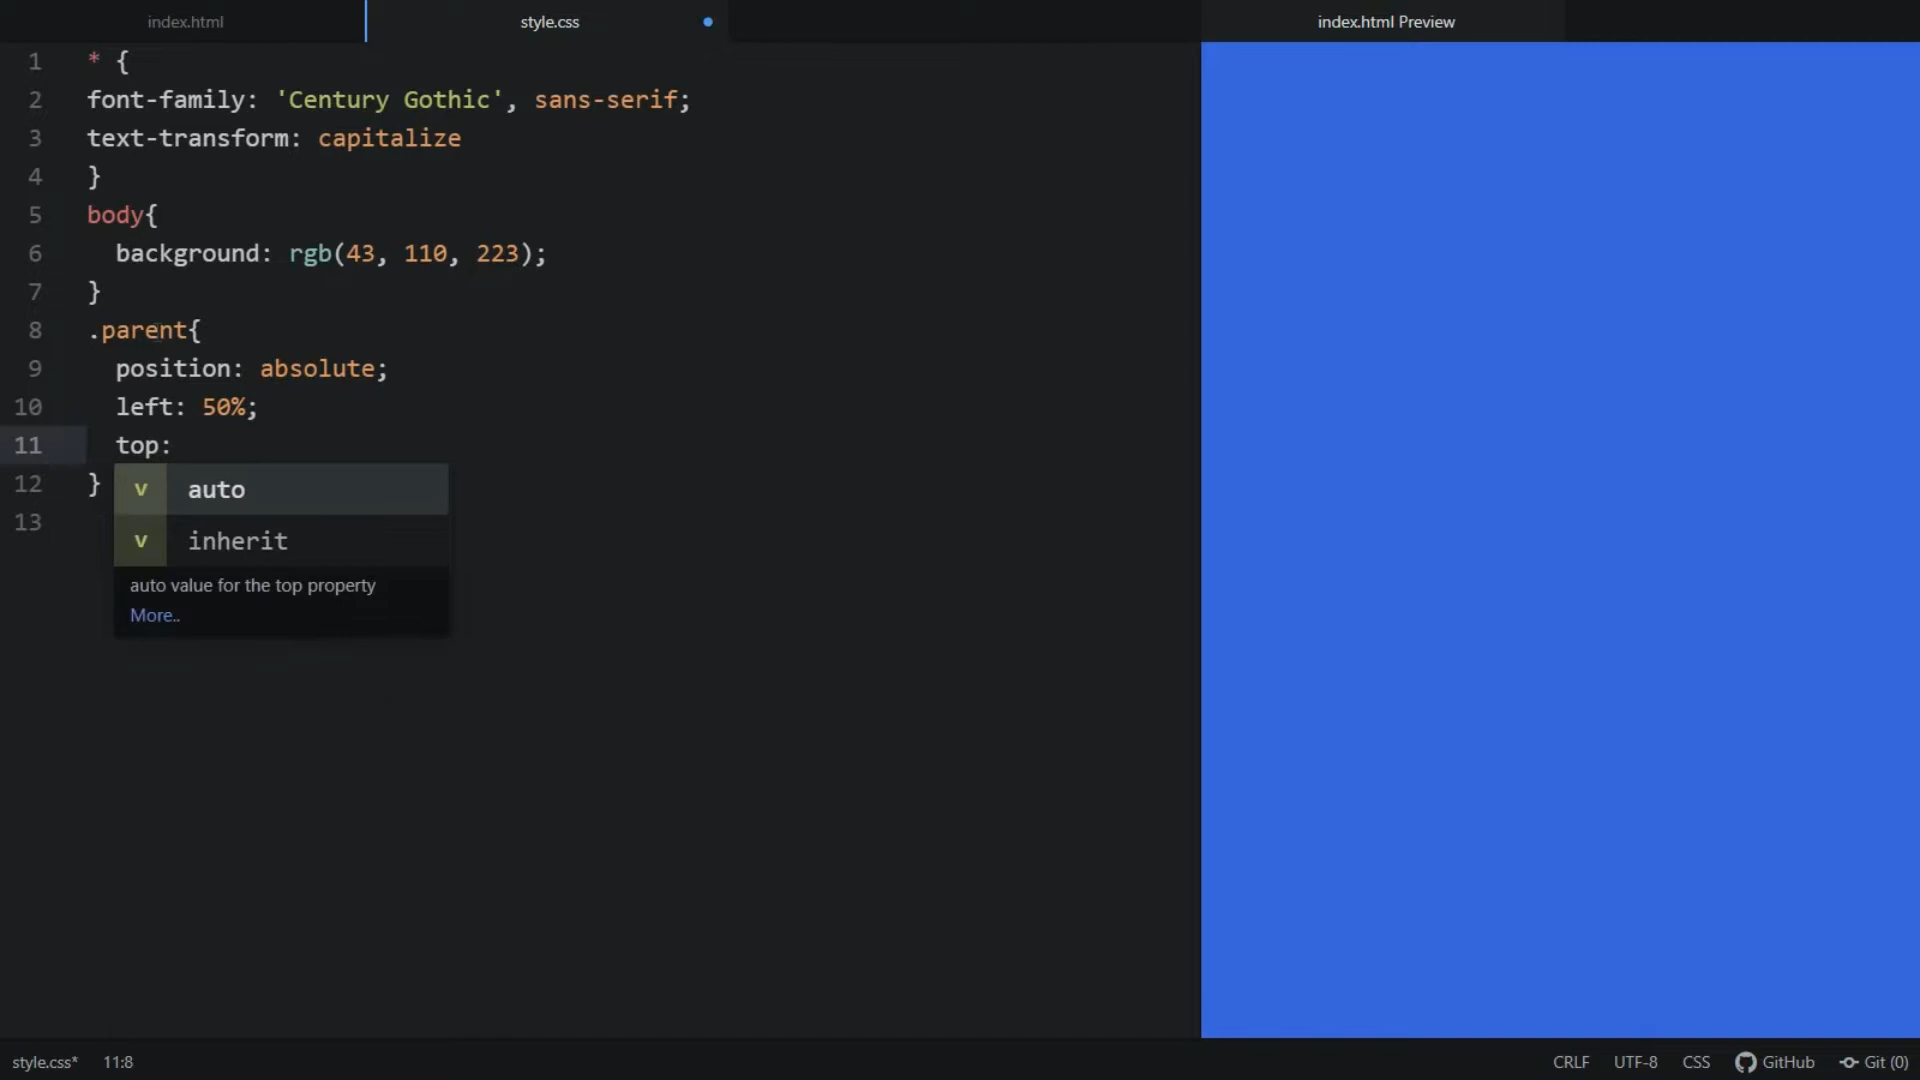 index.html
style.css
index.html Preview
1 * {
2 font-family: 'Century Gothic', sans-serif;
3 text-transform: capitalize
4 }
5 body{
6 background: rgb(43, 110, 223);
7 }
8 .parent{
9 position: absolute;
10 left: 50%;
11 top:
12 }
13
v auto
v inherit
auto value for the top property
More..
style.css* 11:8
CRLF UTF-8 CSS GitHub Git (0)